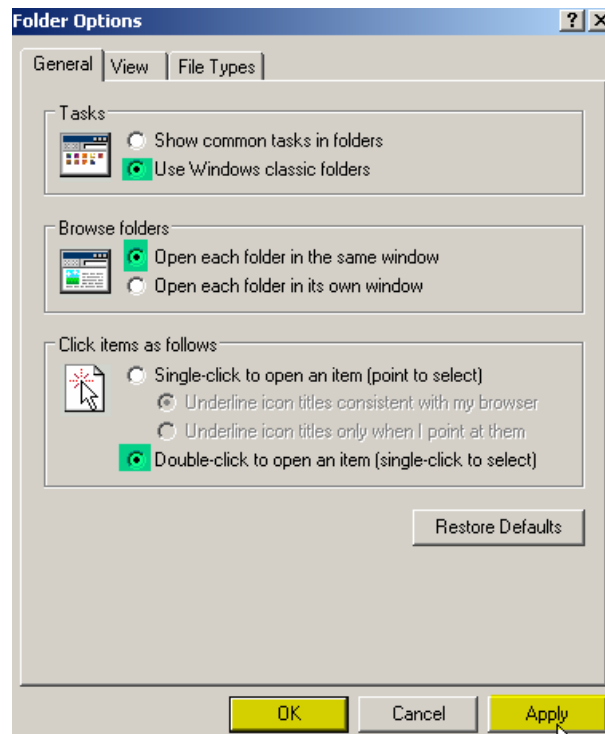 Folder Options
General View File Types
Tasks
Show common tasks in folders
Use Windows classic folders
Browse folders
Open each folder in the same window
Open each folder in its own window
Click items as follows
Single-click to open an item (point to select)
Underline icon titles consistent with my browser
Underline icon titles only when I point at them
Double-click to open an item (single-click to select)
Restore Defaults
OK Cancel Apply